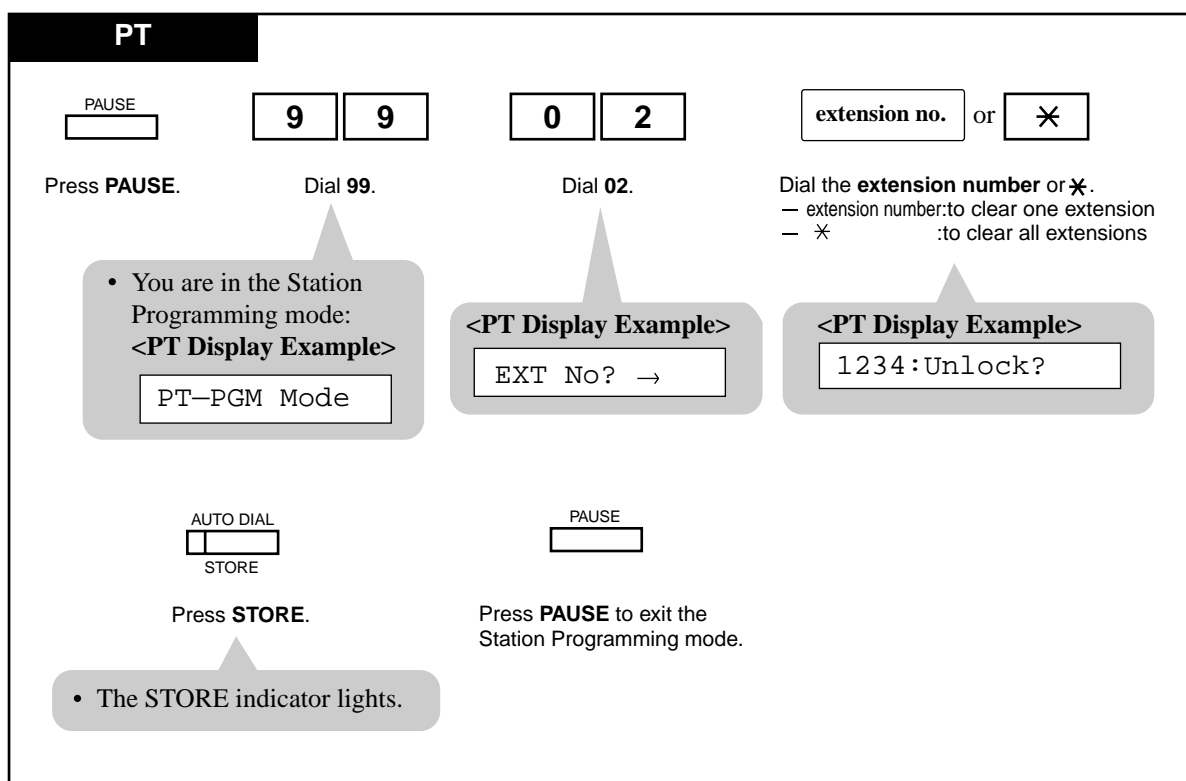 PT
PAUSE
9 9
0 2
extension no. or ✳
Press PAUSE.
Dial 99.
Dial 02.
Dial the extension number or ✳.
— extension number:to clear one extension
— ✳ :to clear all extensions
• You are in the Station
Programming mode:
<PT Display Example>
PT—PGM Mode
<PT Display Example>
EXT No? →
<PT Display Example>
1234:Unlock?
AUTO DIAL
STORE
PAUSE
Press STORE.
Press PAUSE to exit the
Station Programming mode.
• The STORE indicator lights.